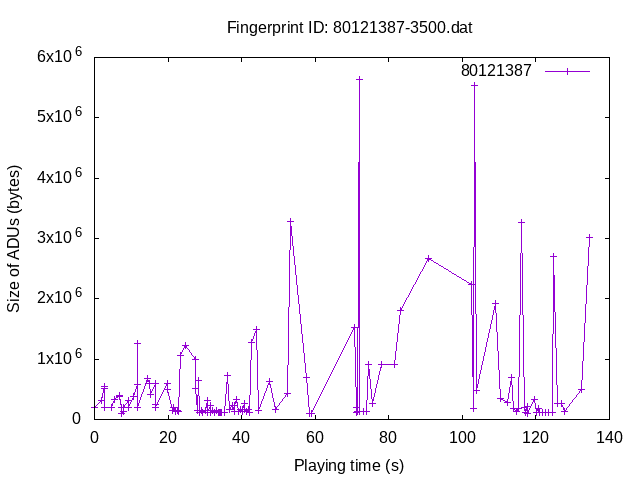 Fingerprint ID: 80121387-3500.dat
6x10^6
80121387
5x10^6
4x10^6
3x10^6
2x10^6
1x10^6
0
Size of ADUs (bytes)
0 20 40 60 80 100 120 140
Playing time (s)